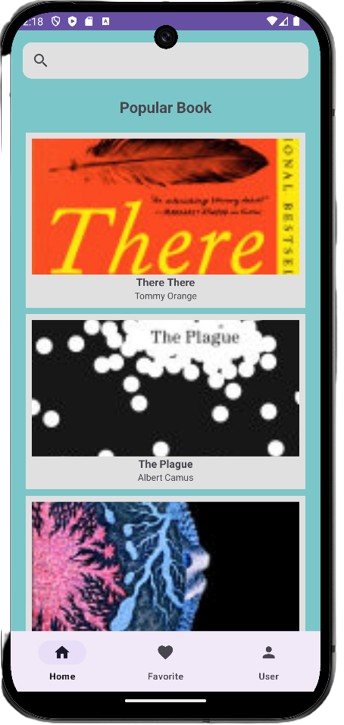 2:18
Popular Book
There
IONAL BESTSEL
There There
Tommy Orange
The Plague
The Plague
Albert Camus
Home Favorite User